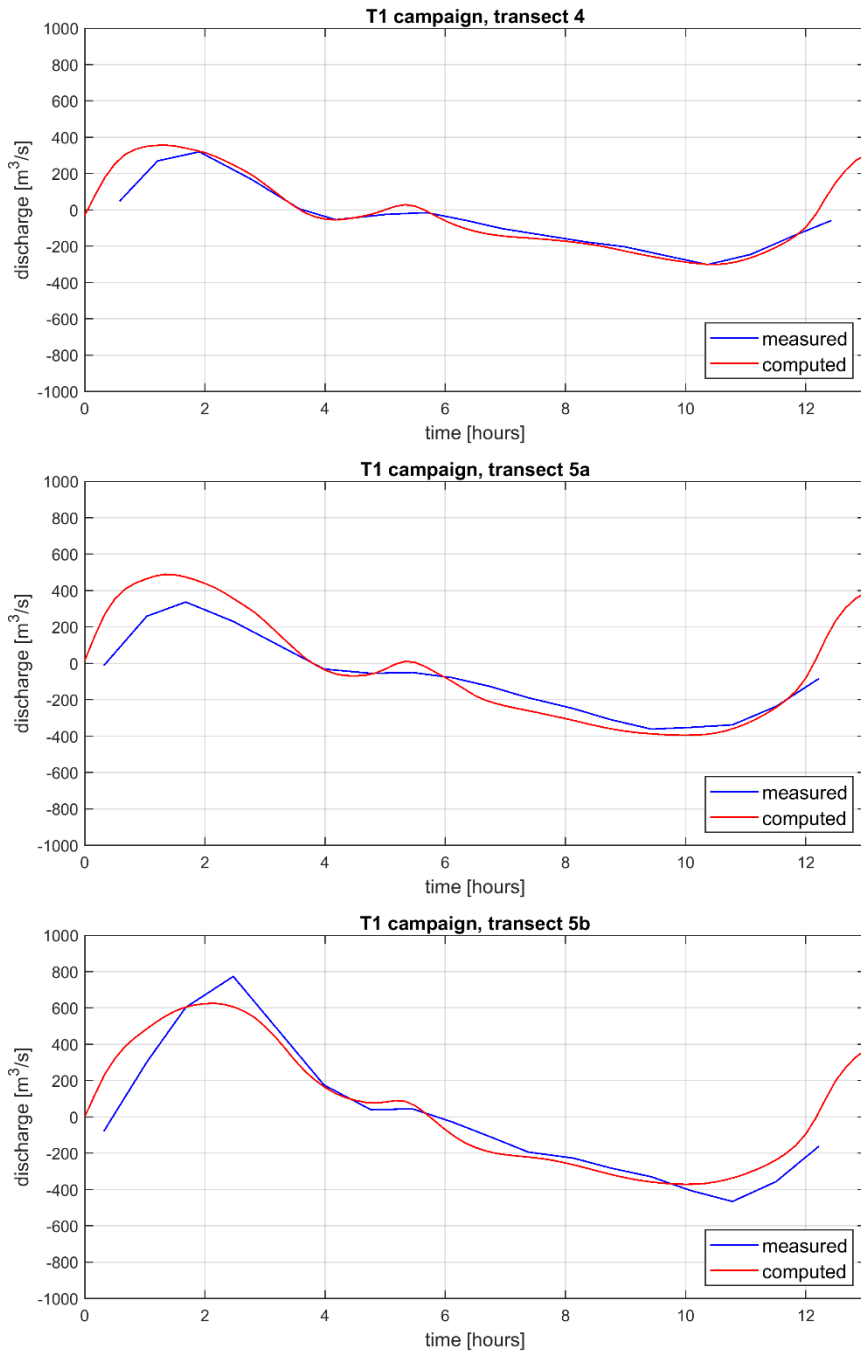 T1 campaign, transect 4
1000
800
600
400
200
0
-200
-400
-600
-800
-1000
discharge [m³/s]
measured
computed
0 2 4 6 8 10 12
time [hours]
T1 campaign, transect 5a
1000
800
600
400
200
0
-200
-400
-600
-800
-1000
discharge [m³/s]
measured
computed
0 2 4 6 8 10 12
time [hours]
T1 campaign, transect 5b
1000
800
600
400
200
0
-200
-400
-600
-800
-1000
discharge [m³/s]
measured
computed
0 2 4 6 8 10 12
time [hours]